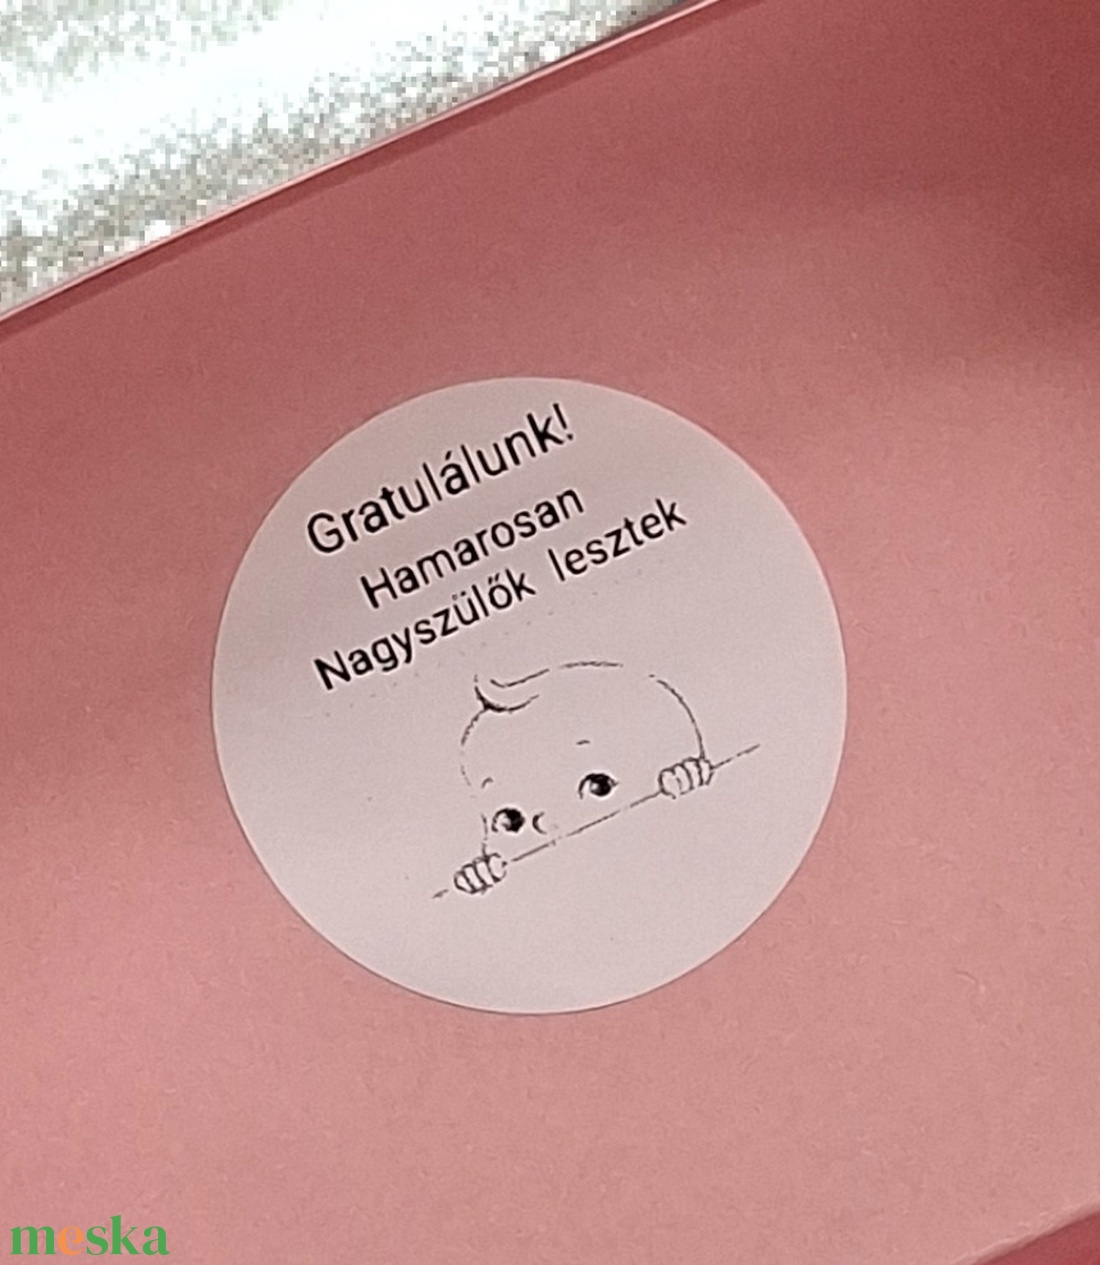 Gratulálunk!
Hamarosan
Nagyszülők lesztek
meska